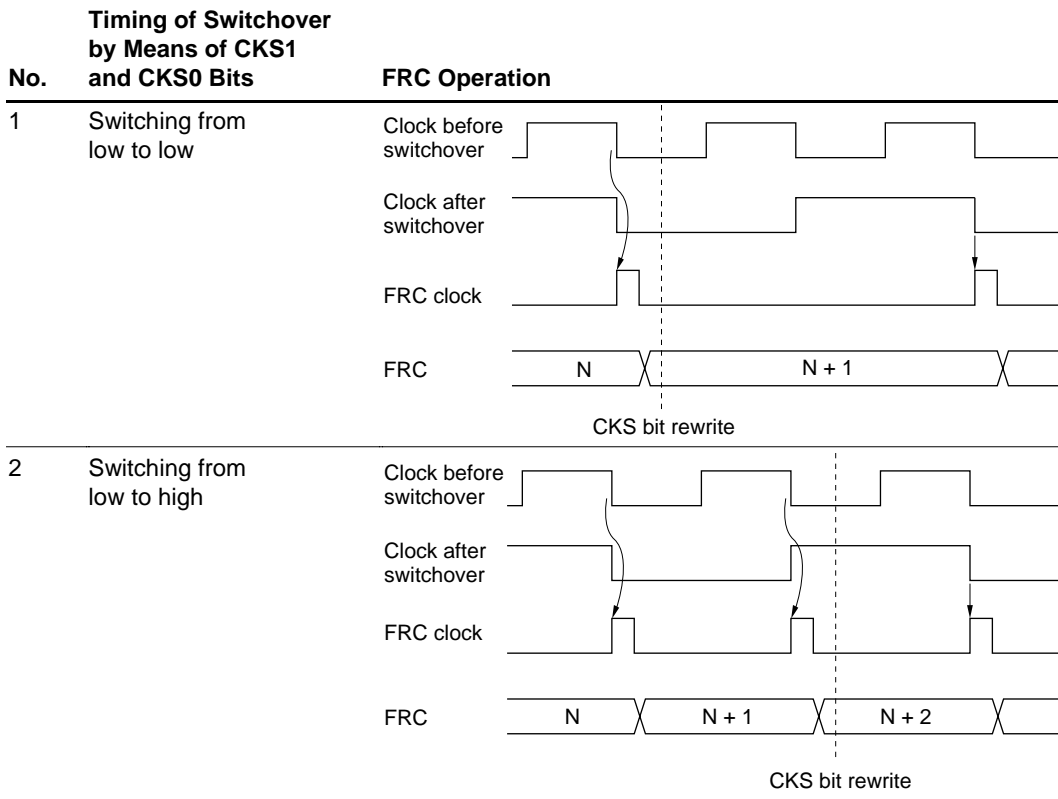 No.
Timing of Switchover
by Means of CKS1
and CKS0 Bits
FRC Operation
1
Switching from
low to low
Clock before
switchover
Clock after
switchover
FRC clock
FRC
N
N + 1
CKS bit rewrite
2
Switching from
low to high
Clock before
switchover
Clock after
switchover
FRC clock
FRC
N
N + 1
N + 2
CKS bit rewrite